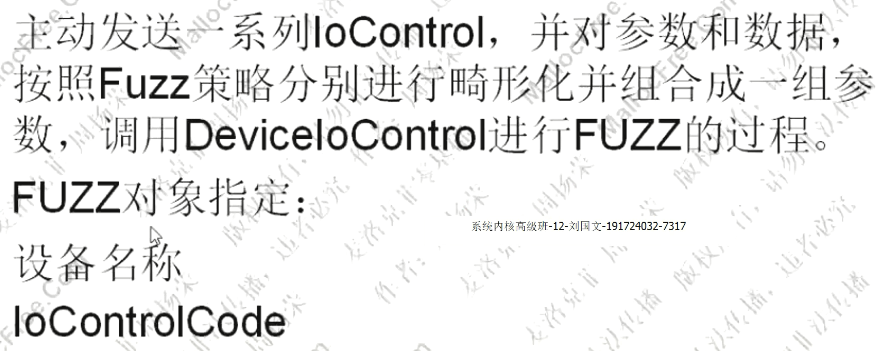 主动发送一系列IoControl，并对参数和数据，
按照Fuzz策略分别进行畸形化并组合成一组参
数，调用DeviceIoControl进行FUZZ的过程。
FUZZ对象指定：
系统内核高级班-12-刘国文-191724032-7317
设备名称
IoControlCode